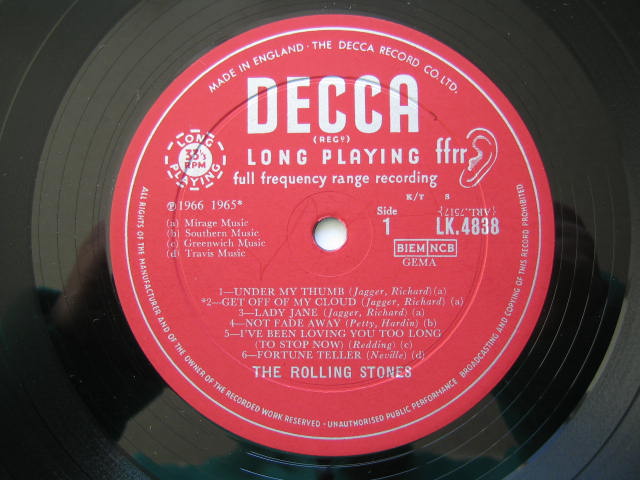 MADE IN ENGLAND · THE DECCA RECORD CO. LTD.
DECCA
(REGD)
LONG PLAYING ffrr
full frequency range recording
LONG PLAYING
33⅓
RPM
K/T S
℗1966 1965*
(a) Mirage Music
(b) Southern Music
(c) Greenwich Music
(d) Travis Music
Side
1
(ARL.7517)
LK.4838
BIEM NCB
GEMA
1—UNDER MY THUMB (Jagger, Richard)(a)
*2—GET OFF OF MY CLOUD (Jagger, Richard) (a)
3—LADY JANE (Jagger, Richard) (a)
4—NOT FADE AWAY (Petty, Hardin) (b)
5—I'VE BEEN LOVING YOU TOO LONG
(TO STOP NOW) (Redding) (c)
6—FORTUNE TELLER (Neville) (d)
THE ROLLING STONES
ALL RIGHTS OF THE MANUFACTURER AND OF THE OWNER OF THE RECORDED WORK RESERVED · UNAUTHORISED PUBLIC PERFORMANCE BROADCASTING AND COPYING OF THIS RECORD PROHIBITED